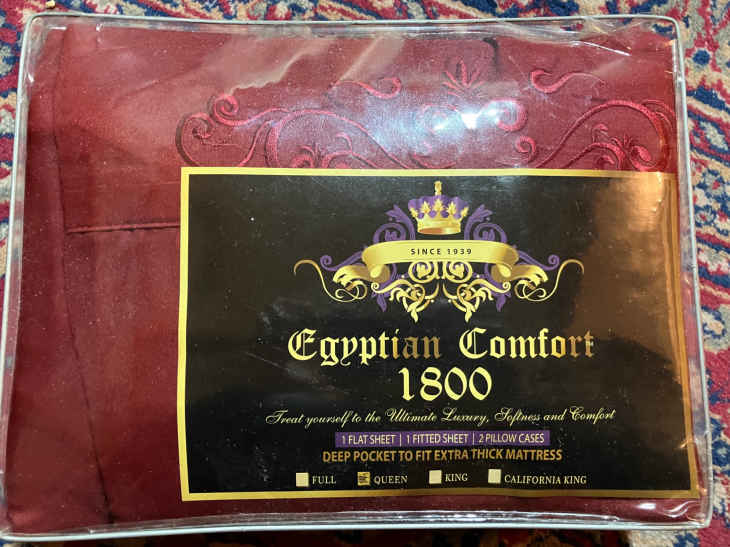 SINCE 1939
Egyptian Comfort
1800
Treat yourself to the Ultimate Luxury, Softness and Comfort
1 FLAT SHEET | 1 FITTED SHEET | 2 PILLOW CASES
DEEP POCKET TO FIT EXTRA THICK MATTRESS
FULL QUEEN KING CALIFORNIA KING